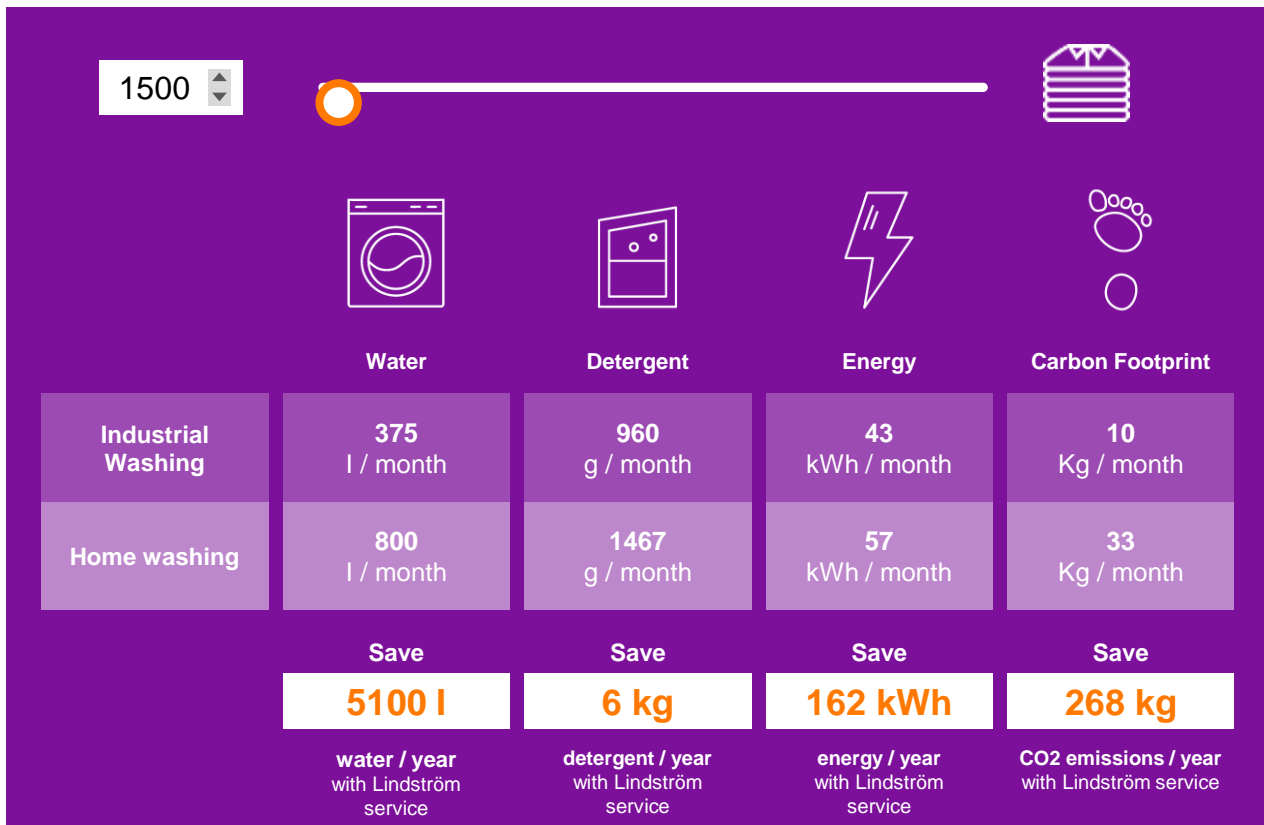 1500
Water Detergent Energy Carbon Footprint
Industrial
Washing
375
l / month
960
g / month
43
kWh / month
10
Kg / month
Home washing
800
l / month
1467
g / month
57
kWh / month
33
Kg / month
Save
5100 l
water / year
with Lindström
service
Save
6 kg
detergent / year
with Lindström
service
Save
162 kWh
energy / year
with Lindström
service
Save
268 kg
CO2 emissions / year
with Lindström service